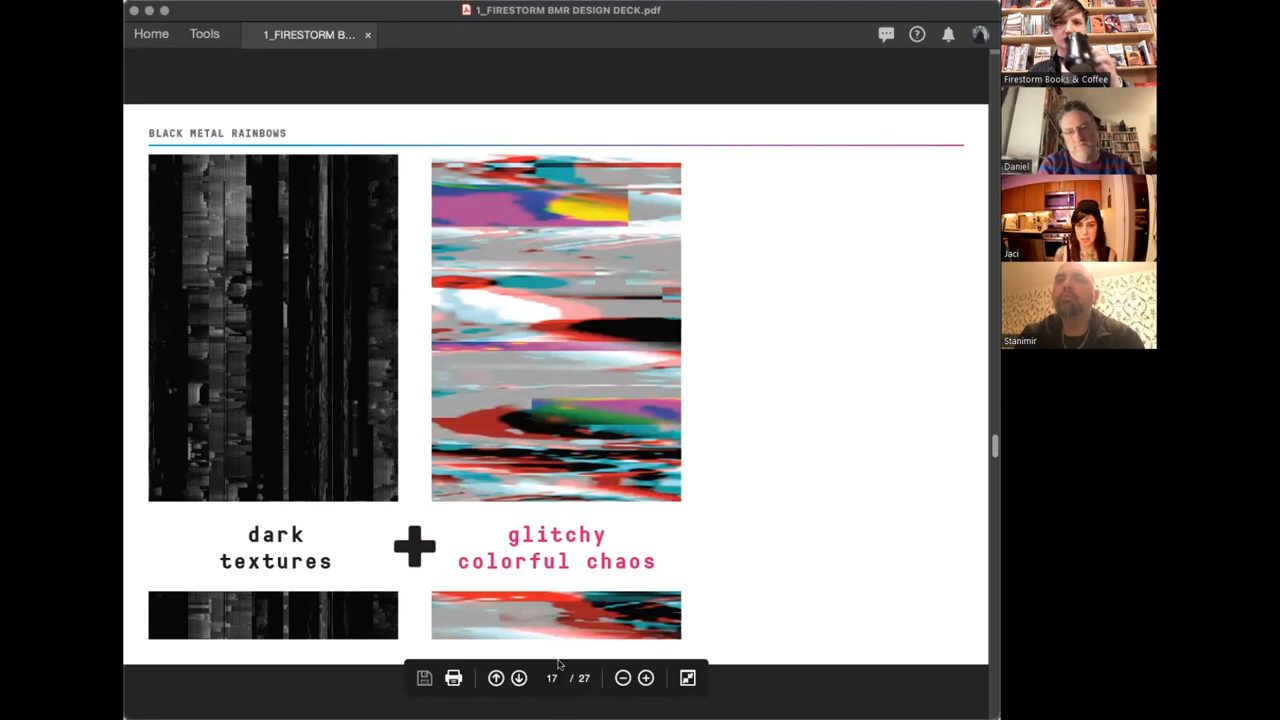 1_FIRESTORM BMR DESIGN DECK.pdf
Home Tools 1_FIRESTORM B... ×
BLACK METAL RAINBOWS
dark
textures
glitchy
colorful chaos
17 / 27
Firestorm Books & Coffee
Daniel
Jaci
Stanimir